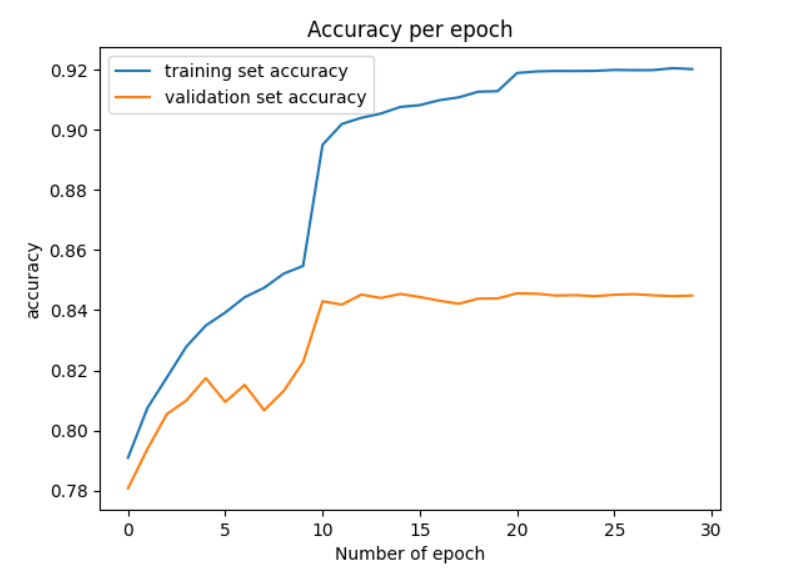 Accuracy per epoch
training set accuracy
validation set accuracy
accuracy
0.92
0.90
0.88
0.86
0.84
0.82
0.80
0.78
0 5 10 15 20 25 30
Number of epoch